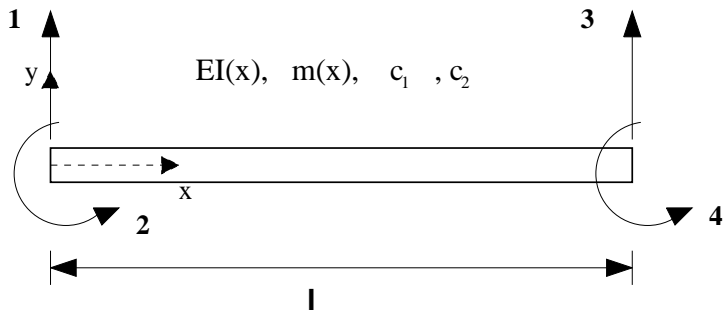 1 3
y EI(x), m(x), c₁ , c₂
x
2 4
l